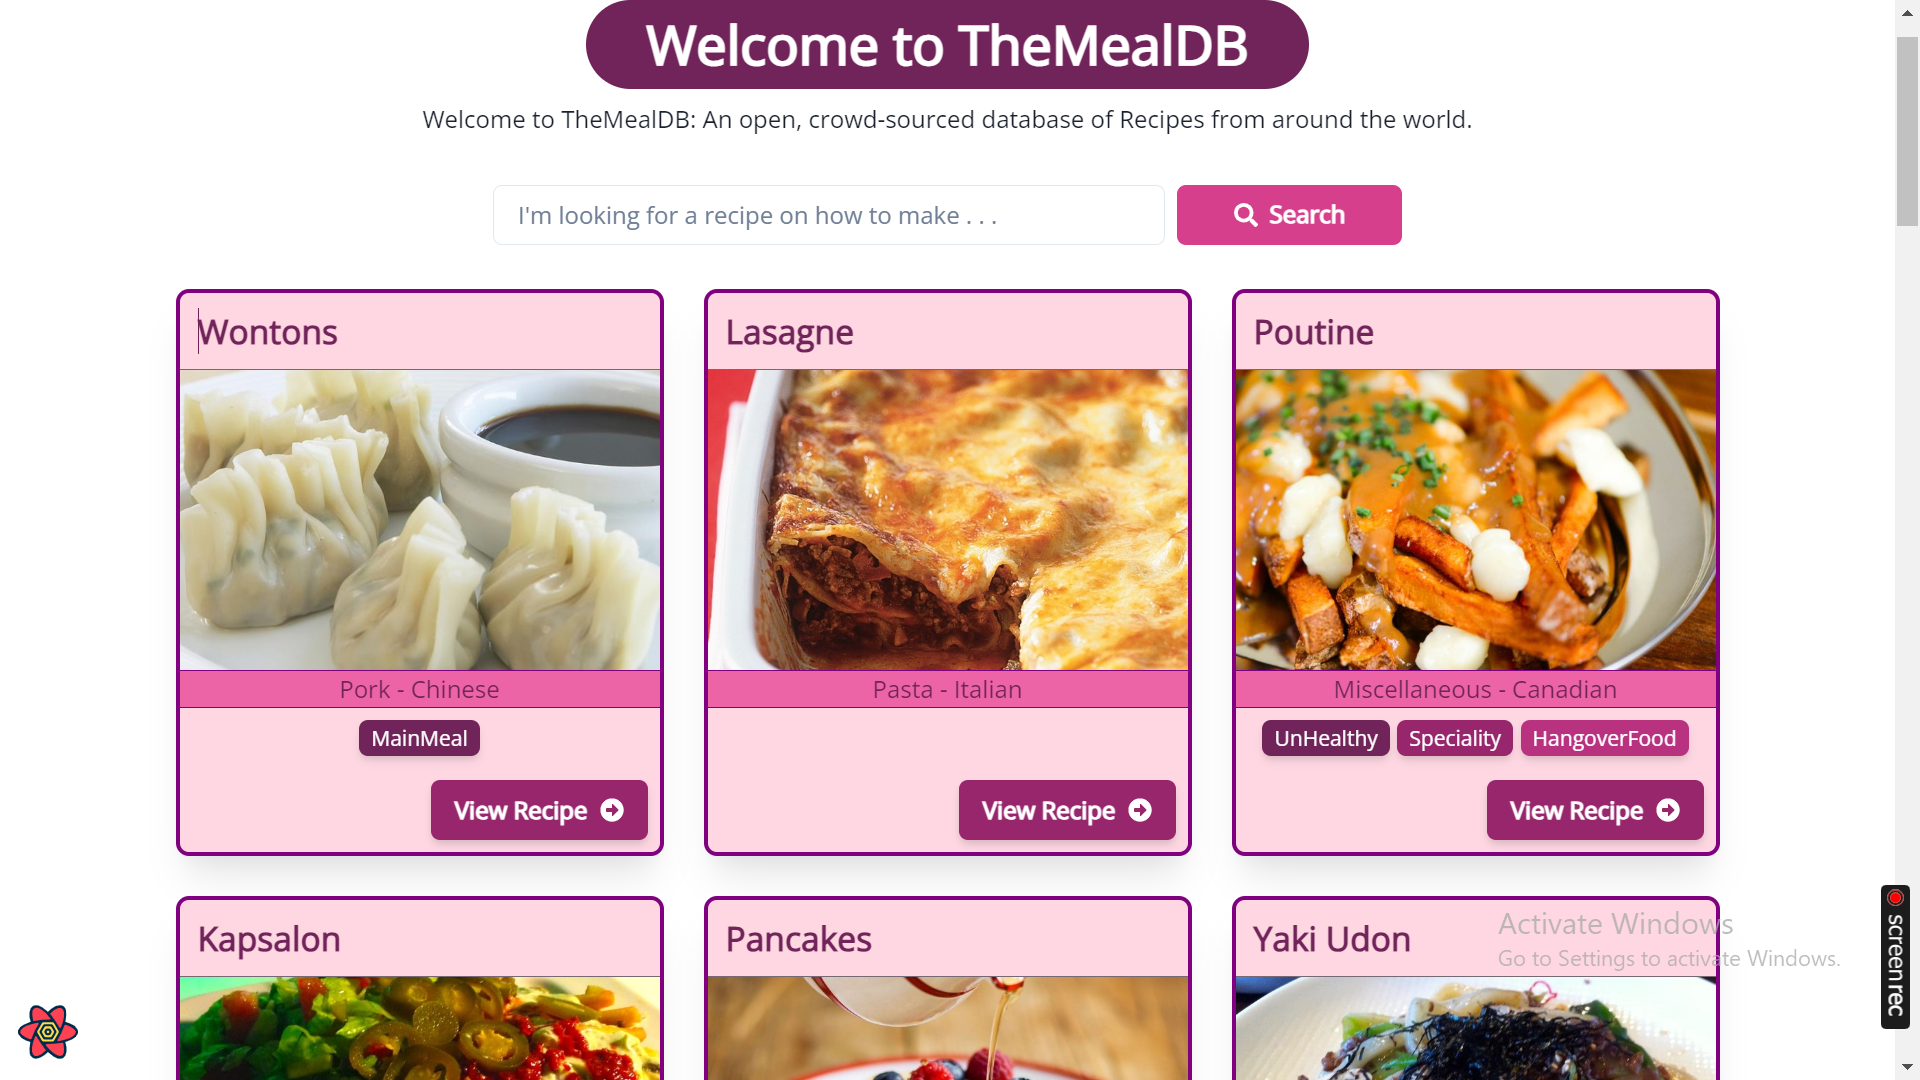 Welcome to TheMealDB
Welcome to TheMealDB: An open, crowd-sourced database of Recipes from around the world.
I'm looking for a recipe on how to make . . .
Search
Wontons
Lasagne
Poutine
Pork - Chinese
Pasta - Italian
Miscellaneous - Canadian
MainMeal
UnHealthy
Speciality
HangoverFood
View Recipe
View Recipe
View Recipe
Kapsalon
Pancakes
Yaki Udon
Activate Windows
Go to Settings to activate Windows.
screenrec